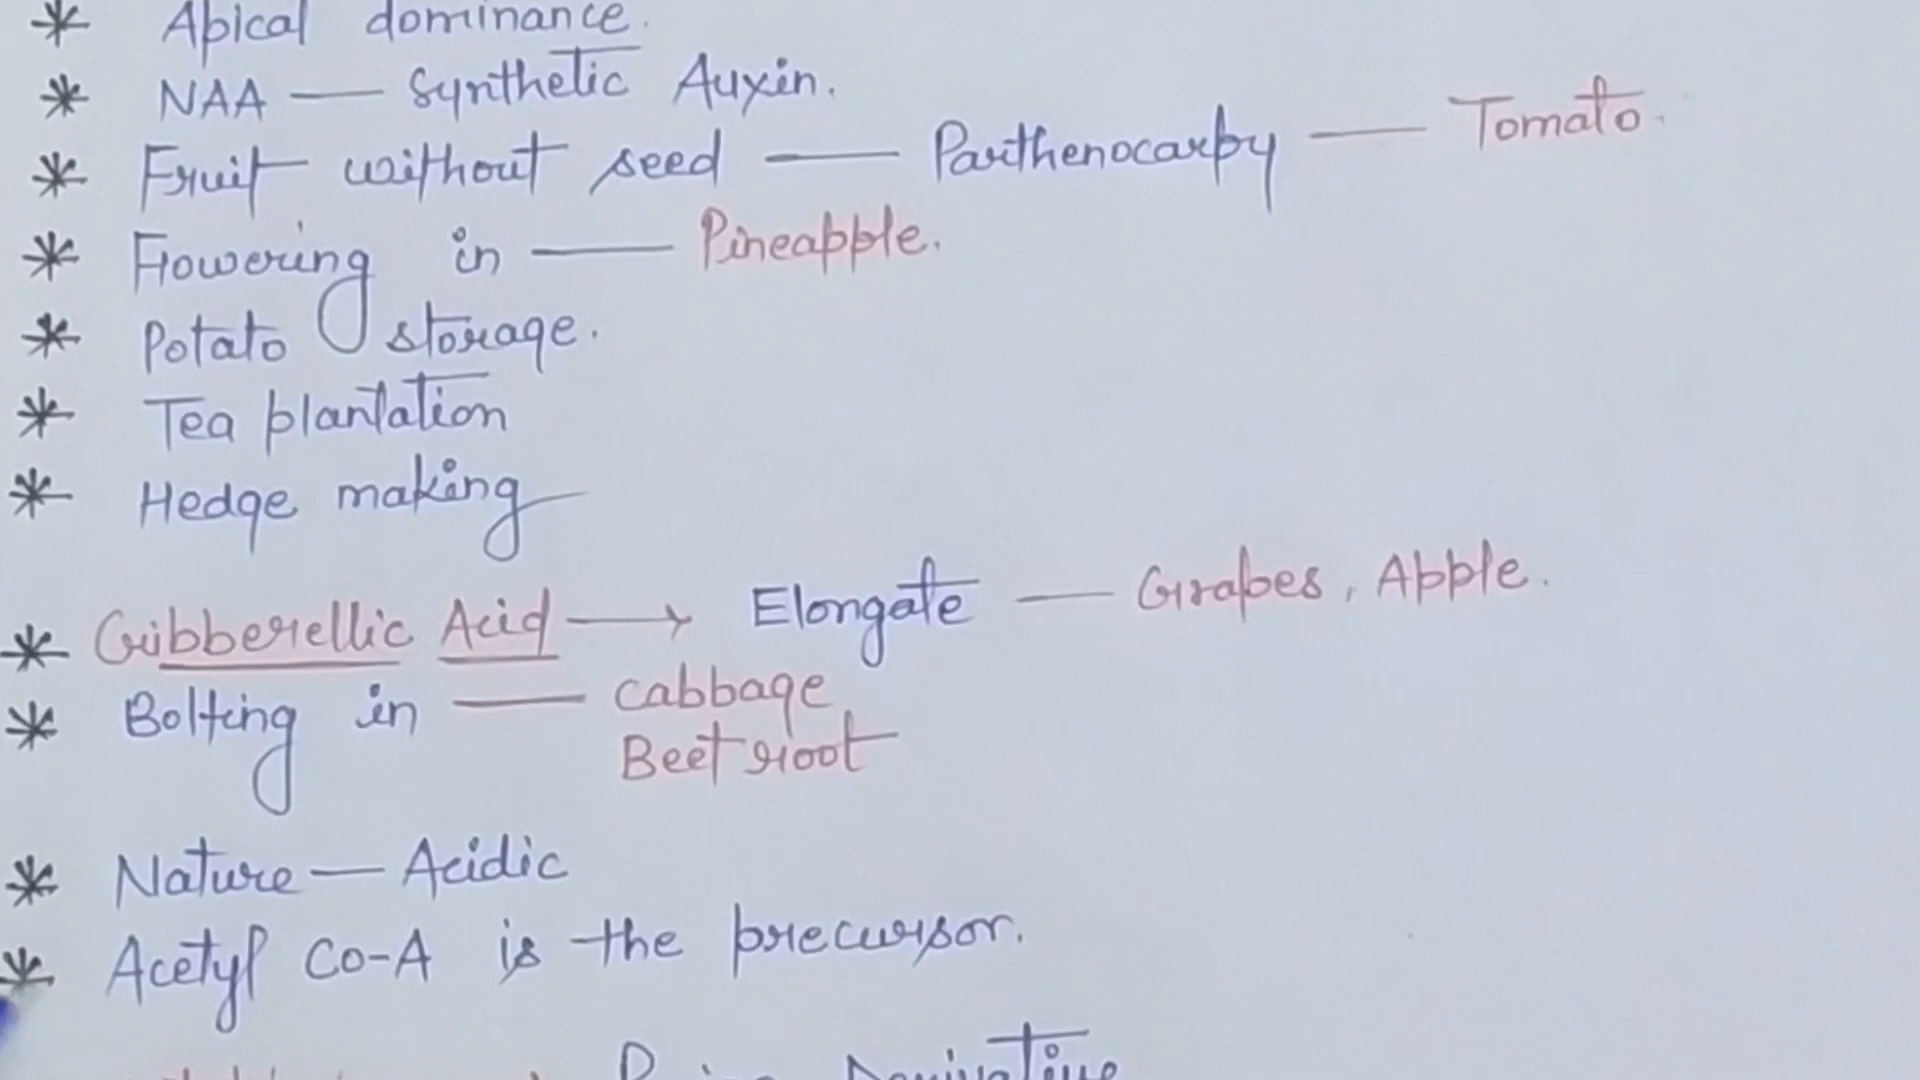 * Apical dominance.
* NAA — Synthetic Auxin.
* Fruit without seed — Parthenocarpy — Tomato.
* Flowering in — Pineapple.
* Potato storage.
* Tea plantation
* Hedge making
* Gibberellic Acid → Elongate — Grapes, Apple.
* Bolting in — cabbage
Beet root
* Nature — Acidic
* Acetyl Co-A is the precursor.
Derivative